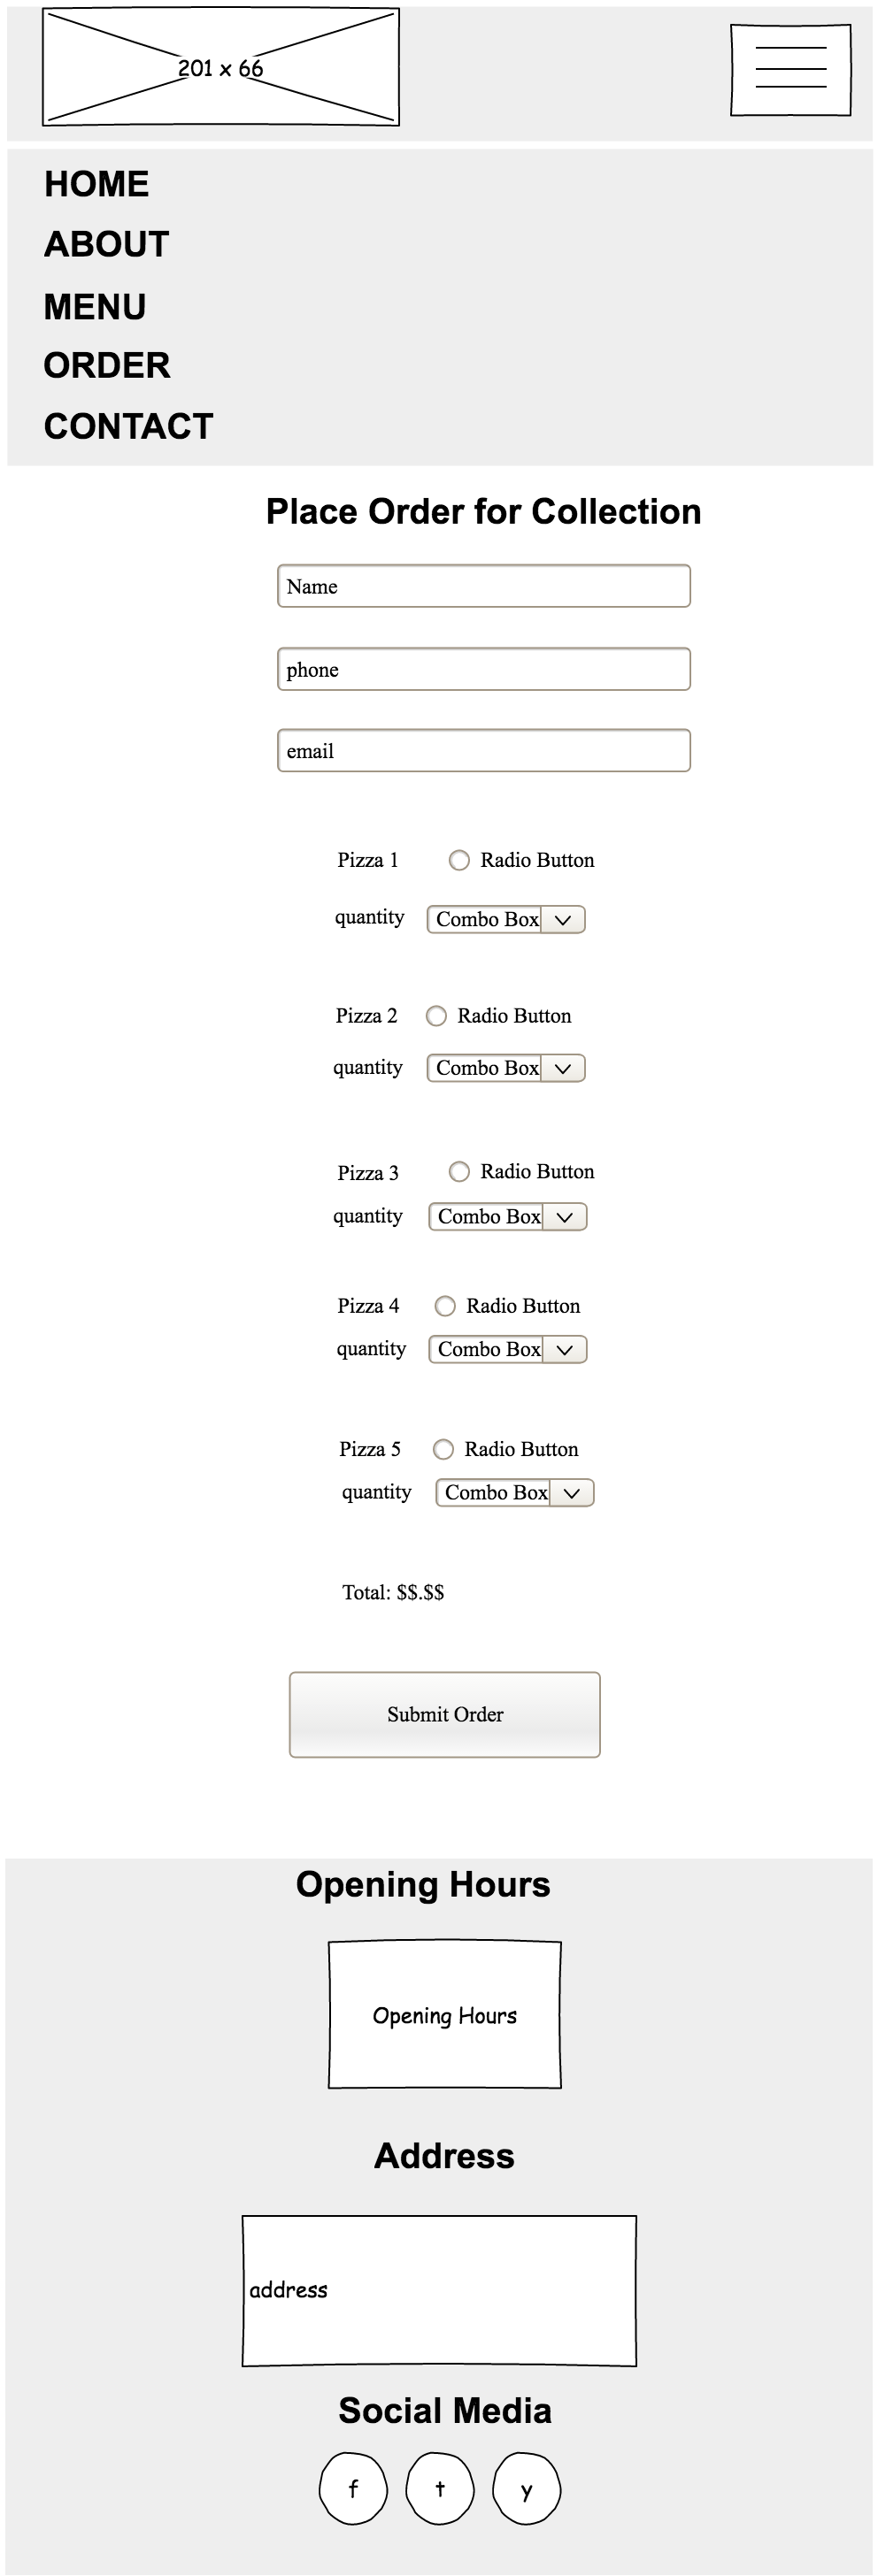 201 x 66
HOME
ABOUT
MENU
ORDER
CONTACT
Place Order for Collection
Name
phone
email
Pizza 1 Radio Button
quantity Combo Box
Pizza 2 Radio Button
quantity Combo Box
Pizza 3 Radio Button
quantity Combo Box
Pizza 4 Radio Button
quantity Combo Box
Pizza 5 Radio Button
quantity Combo Box
Total: $$.$$
Submit Order
Opening Hours
Opening Hours
Address
address
Social Media
f t y